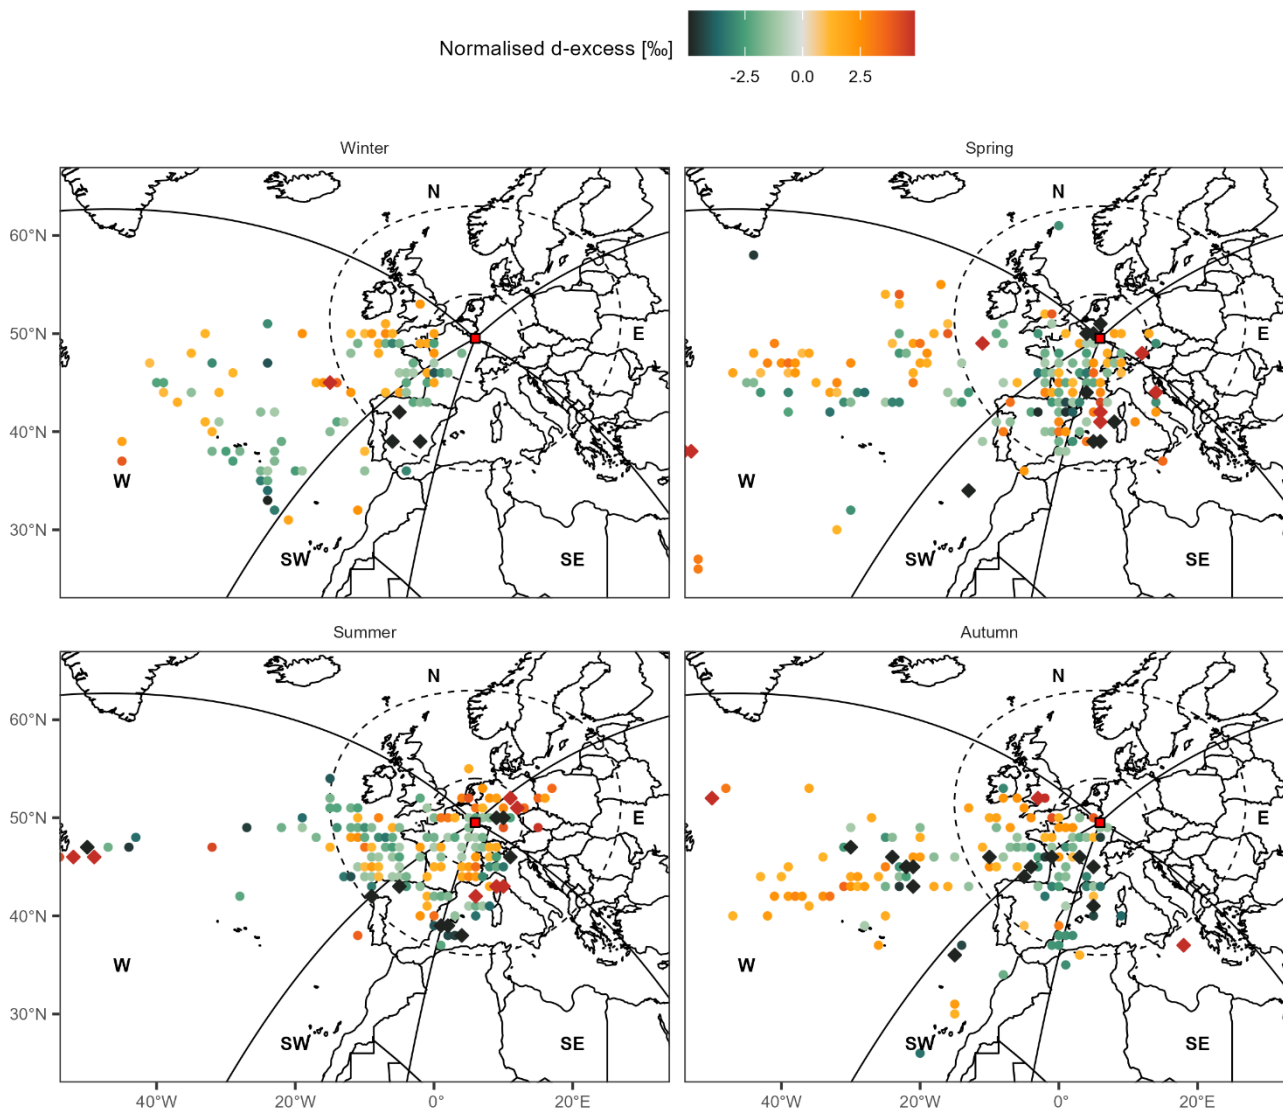 Normalised d-excess [‰]
-2.5 0.0 2.5
Winter Spring
N N
60°N
50°N E E
40°N
W W
30°N SW SE SW SE
Summer Autumn
N N
60°N
50°N E E
40°N
W W
30°N
SW SE SW SE
40°W 20°W 0° 20°E 40°W 20°W 0° 20°E